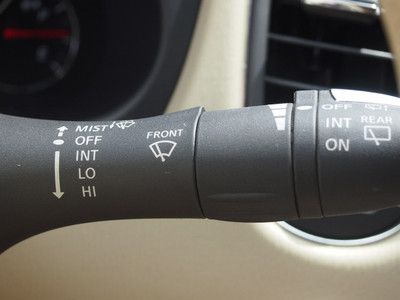 MIST
OFF
INT
LO
HI
FRONT
OFF
INT
ON
REAR